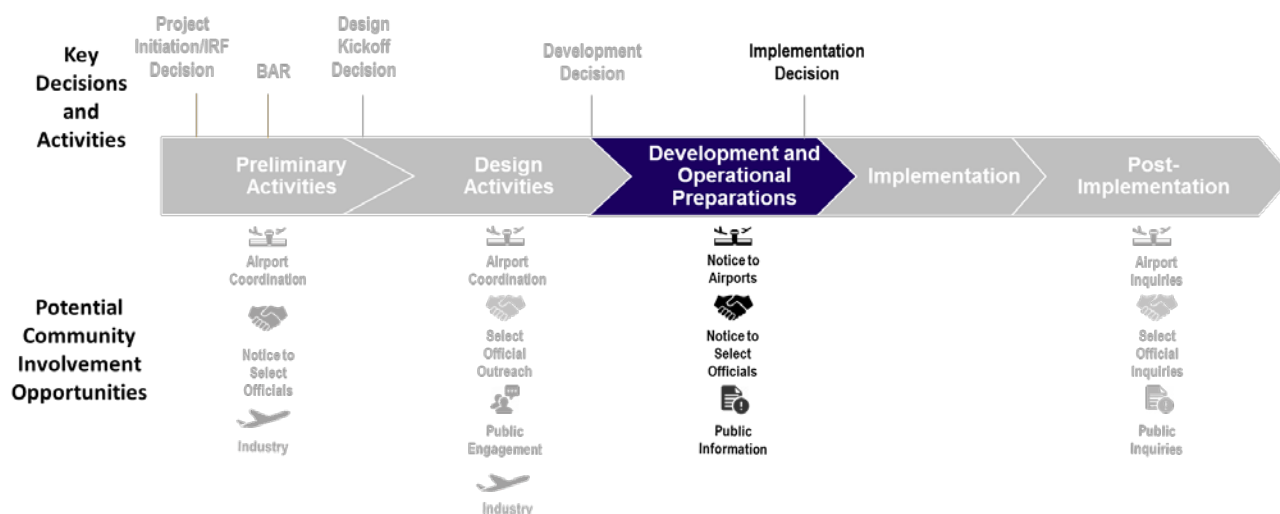 Key
Decisions
and
Activities
Project
Initiation/IRF
Decision
BAR
Design
Kickoff
Decision
Development
Decision
Implementation
Decision
Preliminary
Activities
Design
Activities
Development and
Operational
Preparations
Implementation
Post-
Implementation
Potential
Community
Involvement
Opportunities
Airport
Coordination
Notice to
Select
Officials
Industry
Airport
Coordination
Select
Official
Outreach
Public
Engagement
Industry
Notice to
Airports
Notice to
Select
Officials
Public
Information
Airport
Inquiries
Select
Official
Inquiries
Public
Inquiries